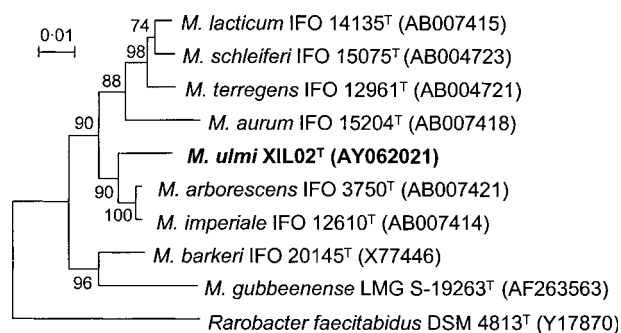 74
M. lacticum IFO 14135ᵀ (AB007415)
0·01
98
M. schleiferi IFO 15075ᵀ (AB004723)
88
M. terregens IFO 12961ᵀ (AB004721)
90
M. aurum IFO 15204ᵀ (AB007418)
M. ulmi XIL02ᵀ (AY062021)
90
M. arborescens IFO 3750ᵀ (AB007421)
100
M. imperiale IFO 12610ᵀ (AB007414)
M. barkeri IFO 20145ᵀ (X77446)
96
M. gubbeenense LMG S-19263ᵀ (AF263563)
Rarobacter faecitabidus DSM 4813ᵀ (Y17870)